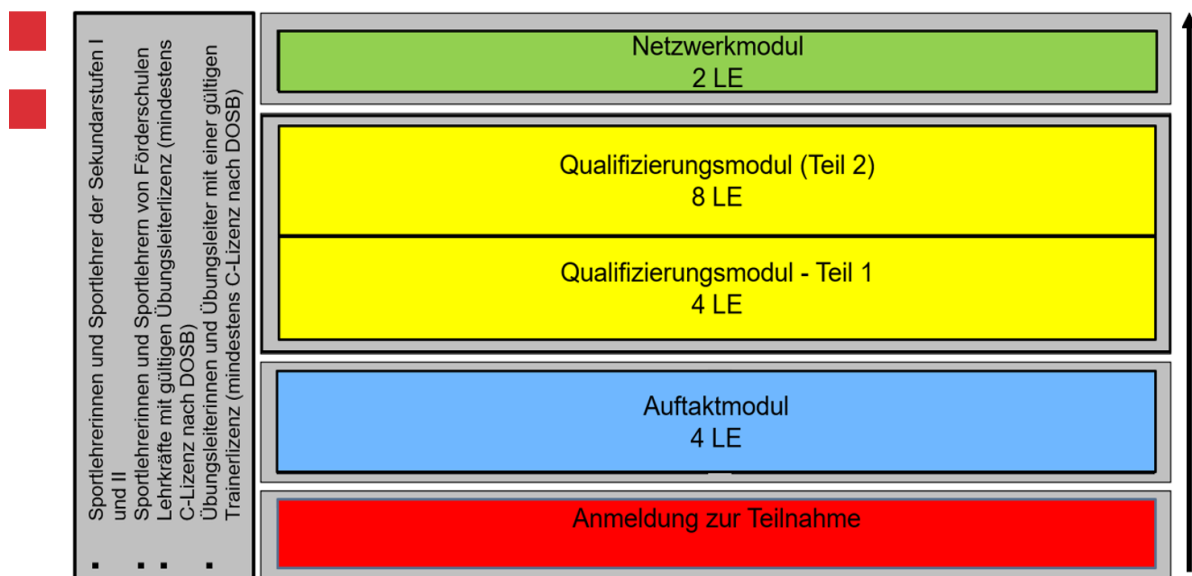 ▪ Sportlehrerinnen und Sportlehrer der Sekundarstufen I
und II
▪ Sportlehrerinnen und Sportlehrern von Förderschulen
▪ Lehrkräfte mit gültigen Übungsleiterlizenz (mindestens
C-Lizenz nach DOSB)
▪ Übungsleiterinnen und Übungsleiter mit einer gültigen
Trainerlizenz (mindestens C-Lizenz nach DOSB)
Netzwerkmodul
2 LE
Qualifizierungsmodul (Teil 2)
8 LE
Qualifizierungsmodul - Teil 1
4 LE
Auftaktmodul
4 LE
Anmeldung zur Teilnahme